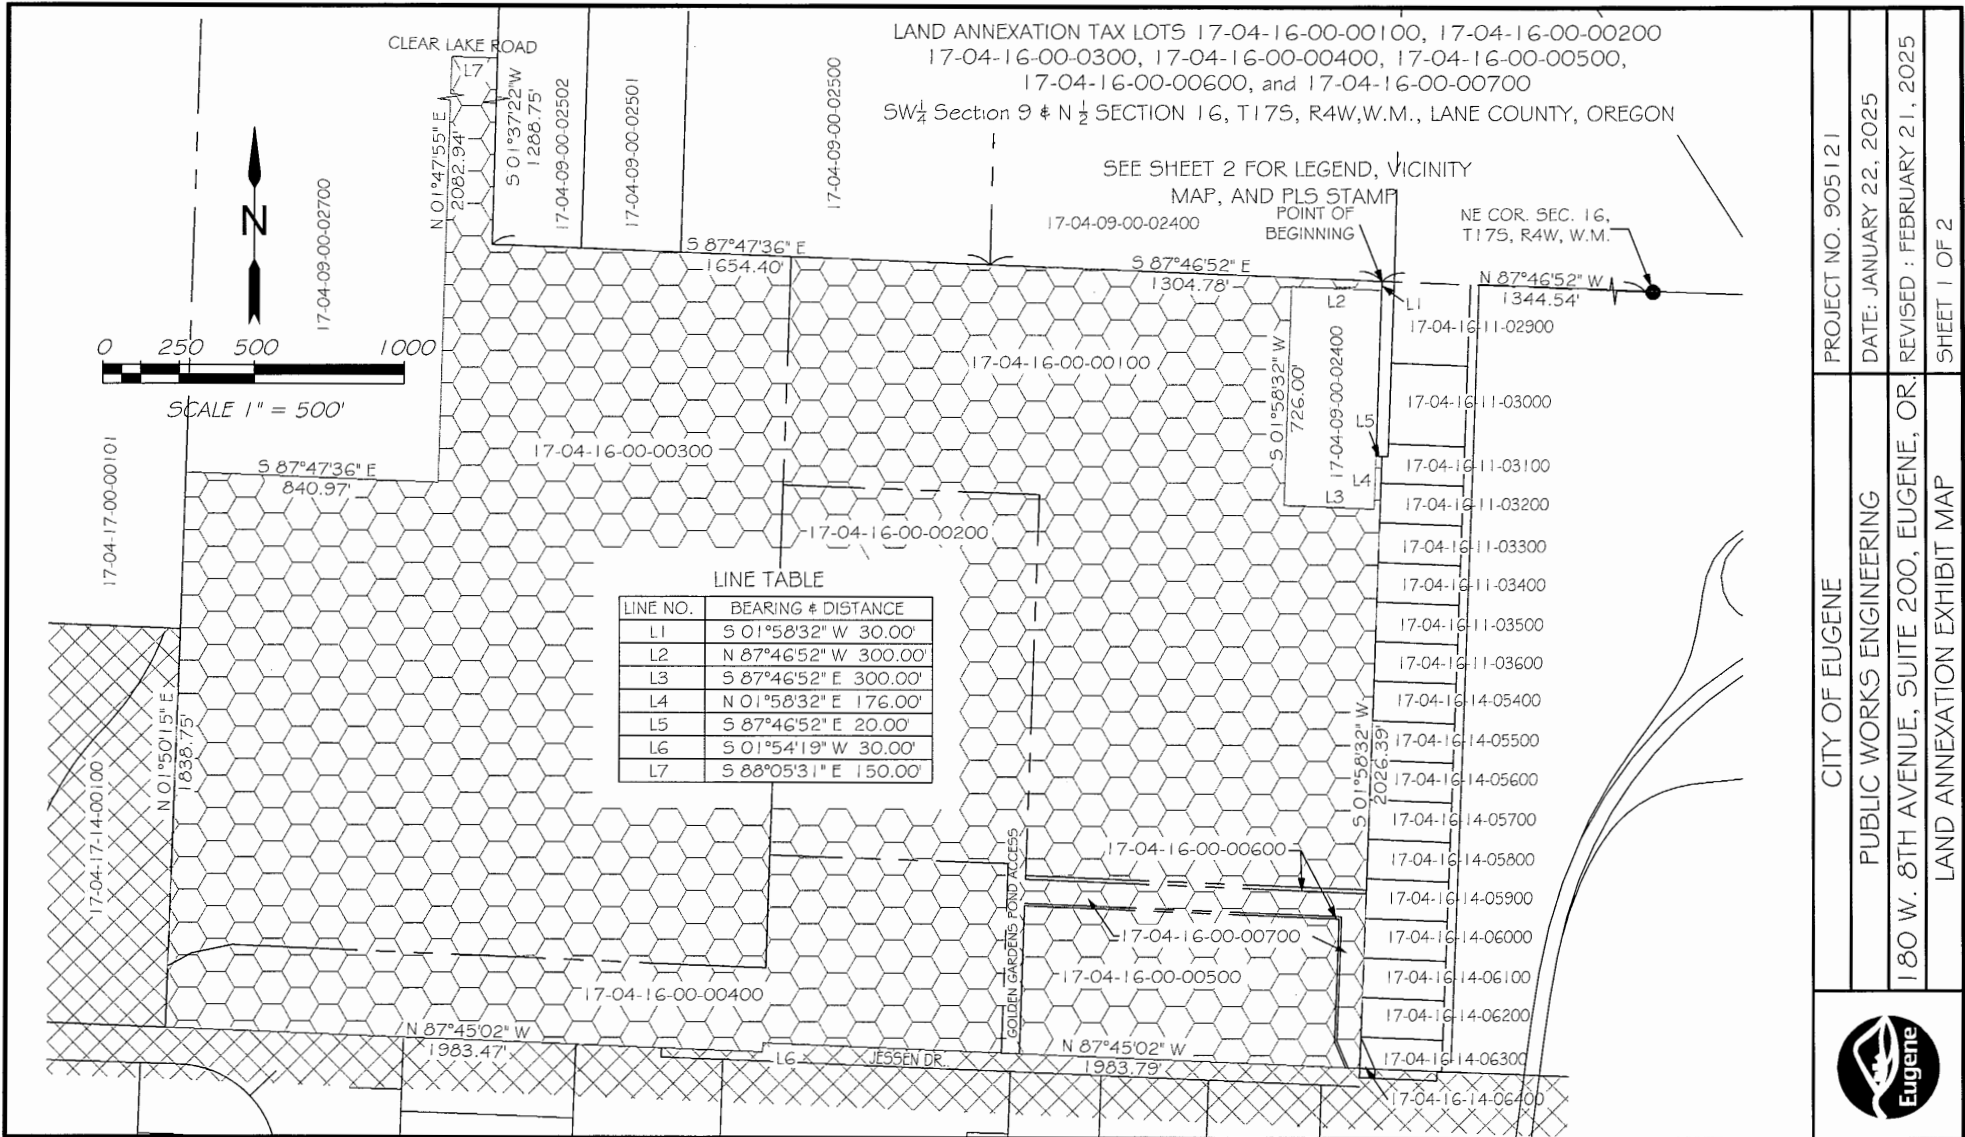 LAND ANNEXATION TAX LOTS 17-04-16-00-00100, 17-04-16-00-00200
17-04-16-00-0300, 17-04-16-00-00400, 17-04-16-00-00500,
17-04-16-00-00600, and 17-04-16-00-00700
SW¼ Section 9 & N ½ SECTION 16, T17S, R4W,W.M., LANE COUNTY, OREGON
SEE SHEET 2 FOR LEGEND, VICINITY
MAP, AND PLS STAMP
CLEAR LAKE ROAD
L7
N 01°47'55" E
2082.94'
S 01°37'22"W
1288.75'
17-04-09-00-02502
17-04-09-00-02501
17-04-09-00-02500
17-04-09-00-02700
N
0 250 500 1000
SCALE 1" = 500'
17-04-09-00-02400
POINT OF
BEGINNING
NE COR. SEC. 16,
T17S, R4W, W.M.
S 87°47'36" E
1654.40'
S 87°46'52" E
1304.78'
N 87°46'52" W
1344.54'
L2
L1
17-04-16-00-00100
S 01°58'32" W
726.00'
17-04-09-00-02400
L5
L4
L3
17-04-16-00-00300
S 87°47'36" E
840.97'
17-04-17-00-00101
17-04-16-00-00200
LINE TABLE
LINE NO. BEARING & DISTANCE
L1 S 01°58'32" W 30.00'
L2 N 87°46'52" W 300.00'
L3 S 87°46'52" E 300.00'
L4 N 01°58'32" E 176.00'
L5 S 87°46'52" E 20.00'
L6 S 01°54'19" W 30.00'
L7 S 88°05'31" E 150.00'
17-04-16-11-02900
17-04-16-11-03000
17-04-16-11-03100
17-04-16-11-03200
17-04-16-11-03300
17-04-16-11-03400
17-04-16-11-03500
17-04-16-11-03600
17-04-16-14-05400
17-04-16-14-05500
17-04-16-14-05600
17-04-16-14-05700
17-04-16-14-05800
17-04-16-14-05900
17-04-16-14-06000
17-04-16-14-06100
17-04-16-14-06200
17-04-16-14-06300
17-04-16-14-06400
S 01°58'32" W
2026.39'
N 01°50'15" E
1838.75'
17-04-17-14-00100
17-04-16-00-00600
17-04-16-00-00700
17-04-16-00-00500
17-04-16-00-00400
GOLDEN GARDENS POND ACCESS
N 87°45'02" W
1983.47'
L6
JESSEN DR.
N 87°45'02" W
1983.79'
PROJECT NO. 905121
DATE: JANUARY 22, 2025
REVISED : FEBRUARY 21, 2025
SHEET 1 OF 2
CITY OF EUGENE
PUBLIC WORKS ENGINEERING
180 W. 8TH AVENUE, SUITE 200, EUGENE, OR.
LAND ANNEXATION EXHIBIT MAP
Eugene